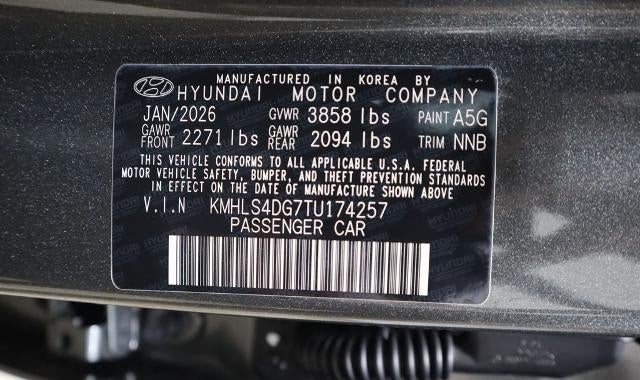 MANUFACTURED IN KOREA BY
HYUNDAI MOTOR COMPANY
JAN/2026 GVWR 3858 lbs PAINT A5G
GAWR FRONT 2271 lbs GAWR REAR 2094 lbs TRIM NNB
THIS VEHICLE CONFORMS TO ALL APPLICABLE U.S.A. FEDERAL
MOTOR VEHICLE SAFETY, BUMPER, AND THEFT PREVENTION STANDARDS
IN EFFECT ON THE DATE OF MANUFACTURE SHOWN ABOVE
V.I.N KMHLS4DG7TU174257
PASSENGER CAR